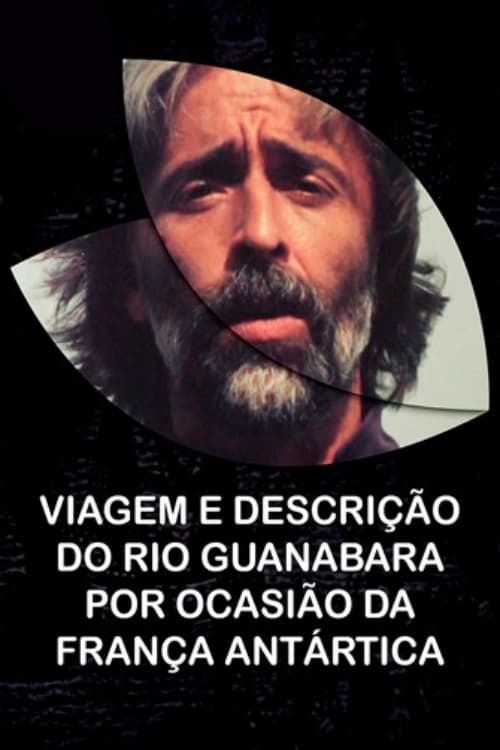 VIAGEM E DESCRIÇÃO
DO RIO GUANABARA
POR OCASIÃO DA
FRANÇA ANTÁRTICA